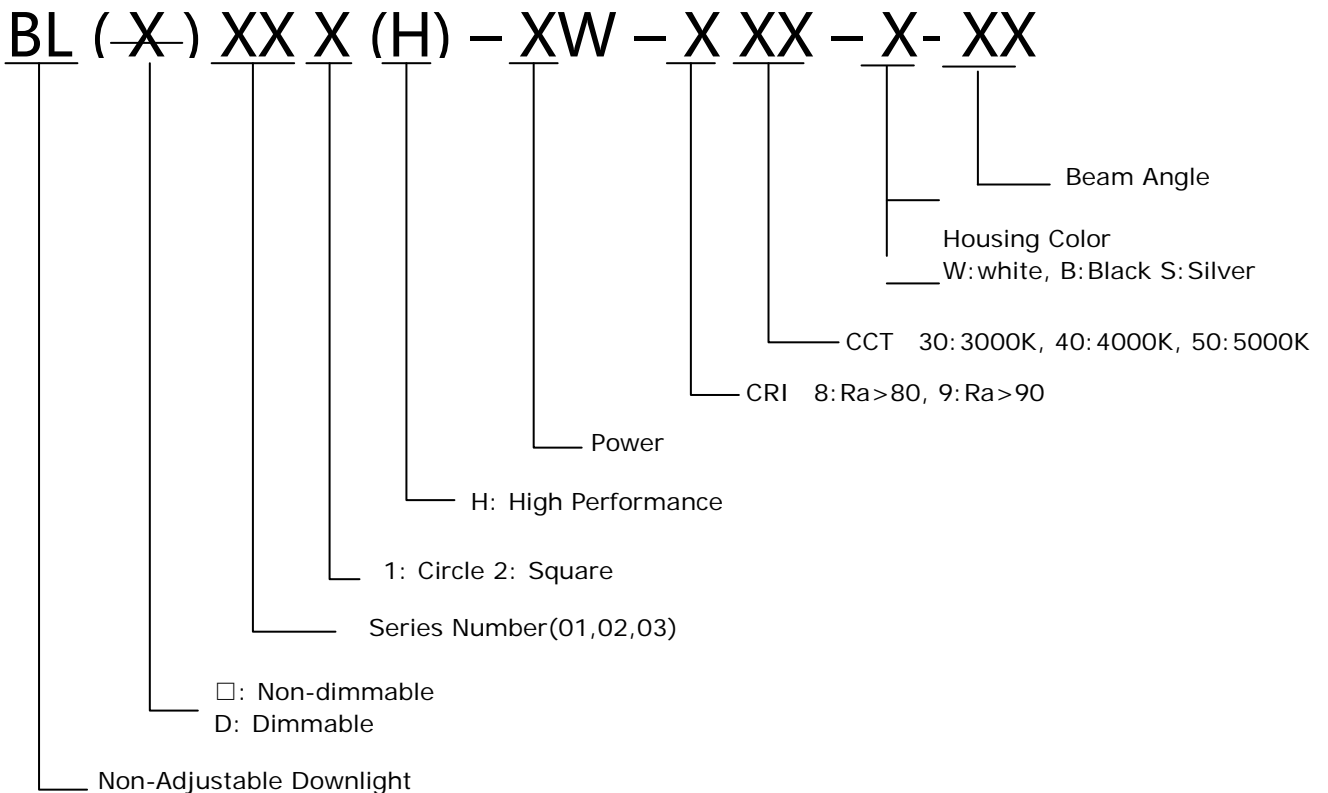 BL (X) XX X (H) – XW – X XX – X- XX
Beam Angle
Housing Color
W:white, B:Black S:Silver
CCT 30:3000K, 40:4000K, 50:5000K
CRI 8:Ra>80, 9:Ra>90
Power
H: High Performance
1: Circle 2: Square
Series Number(01,02,03)
□: Non-dimmable
D: Dimmable
Non-Adjustable Downlight